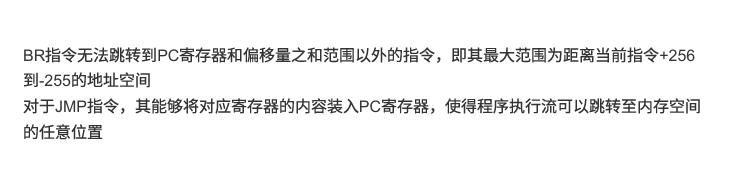 BR指令无法跳转到PC寄存器和偏移量之和范围以外的指令，即其最大范围为距离当前指令+256
到-255的地址空间
对于JMP指令，其能够将对应寄存器的内容装入PC寄存器，使得程序执行流可以跳转至内存空间
的任意位置